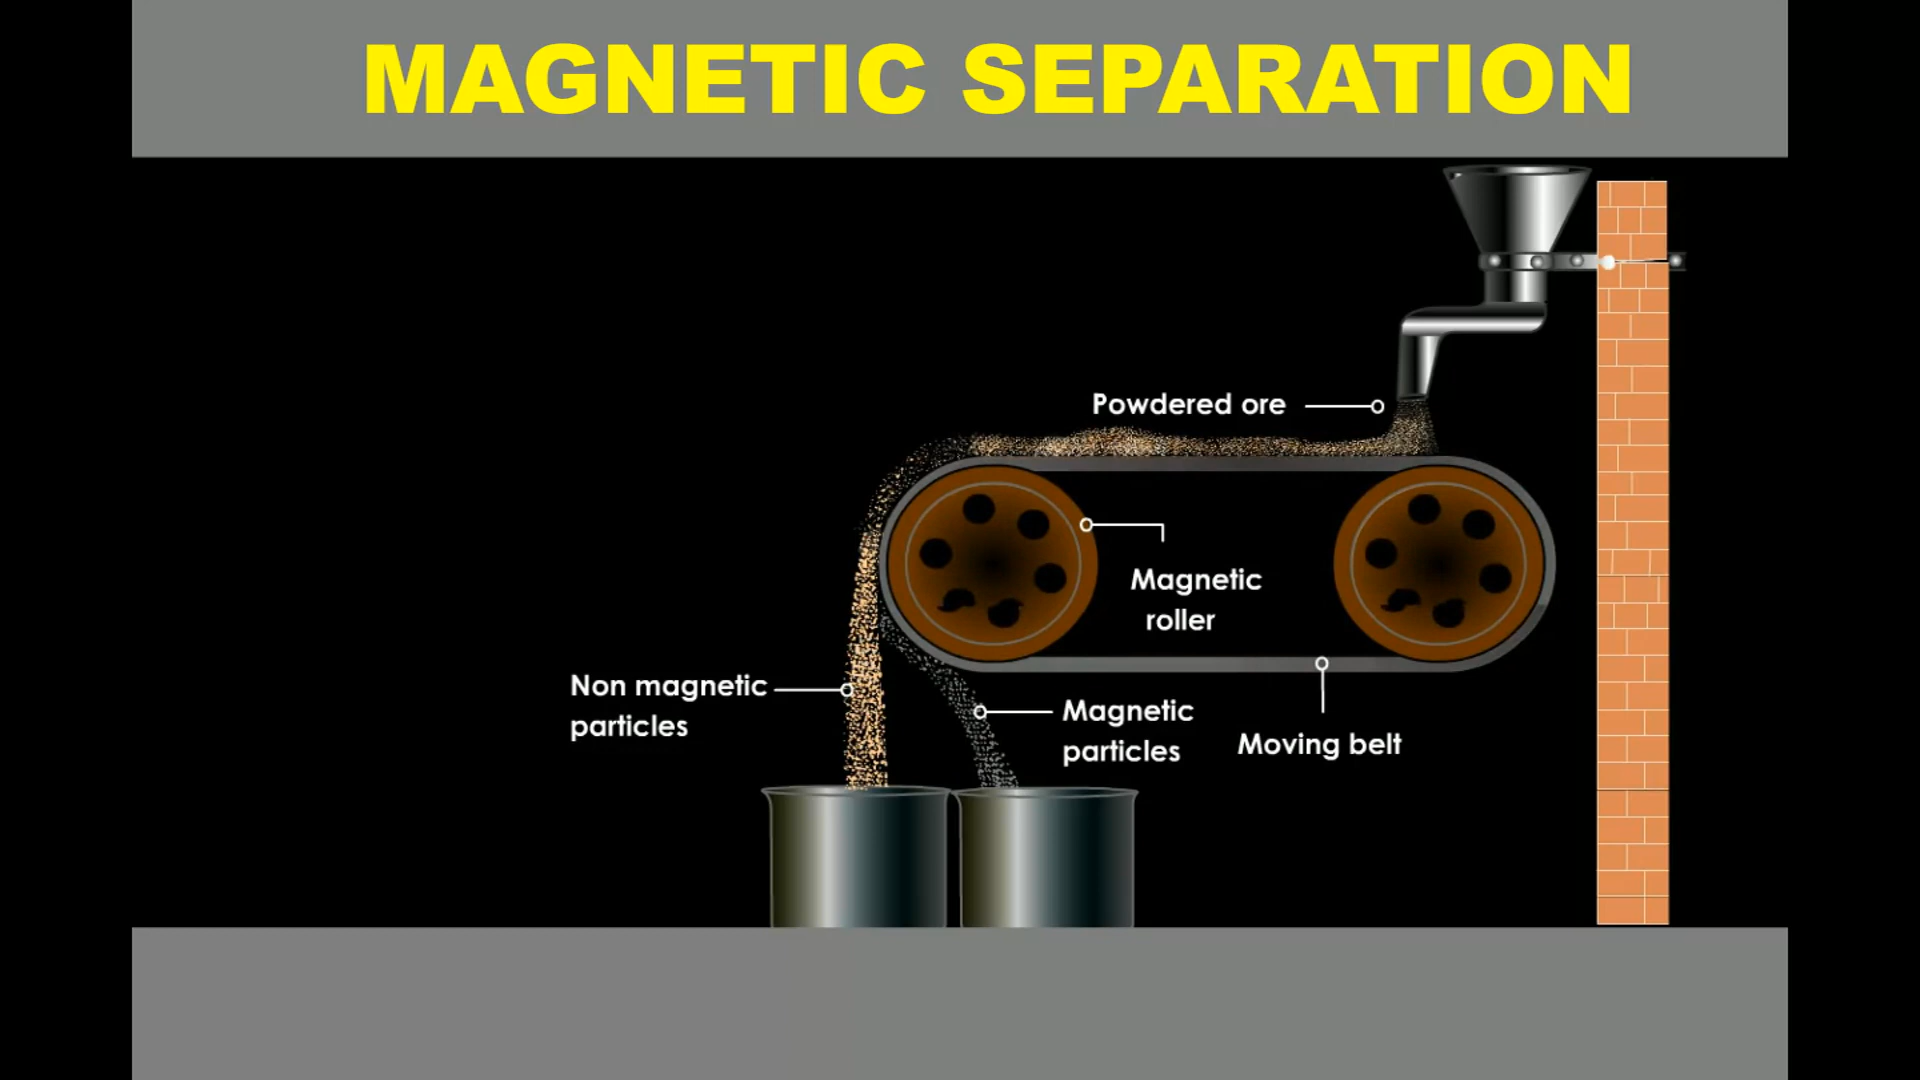 MAGNETIC SEPARATION
Powdered ore
Magnetic
roller
Non magnetic
particles
Magnetic
particles
Moving belt